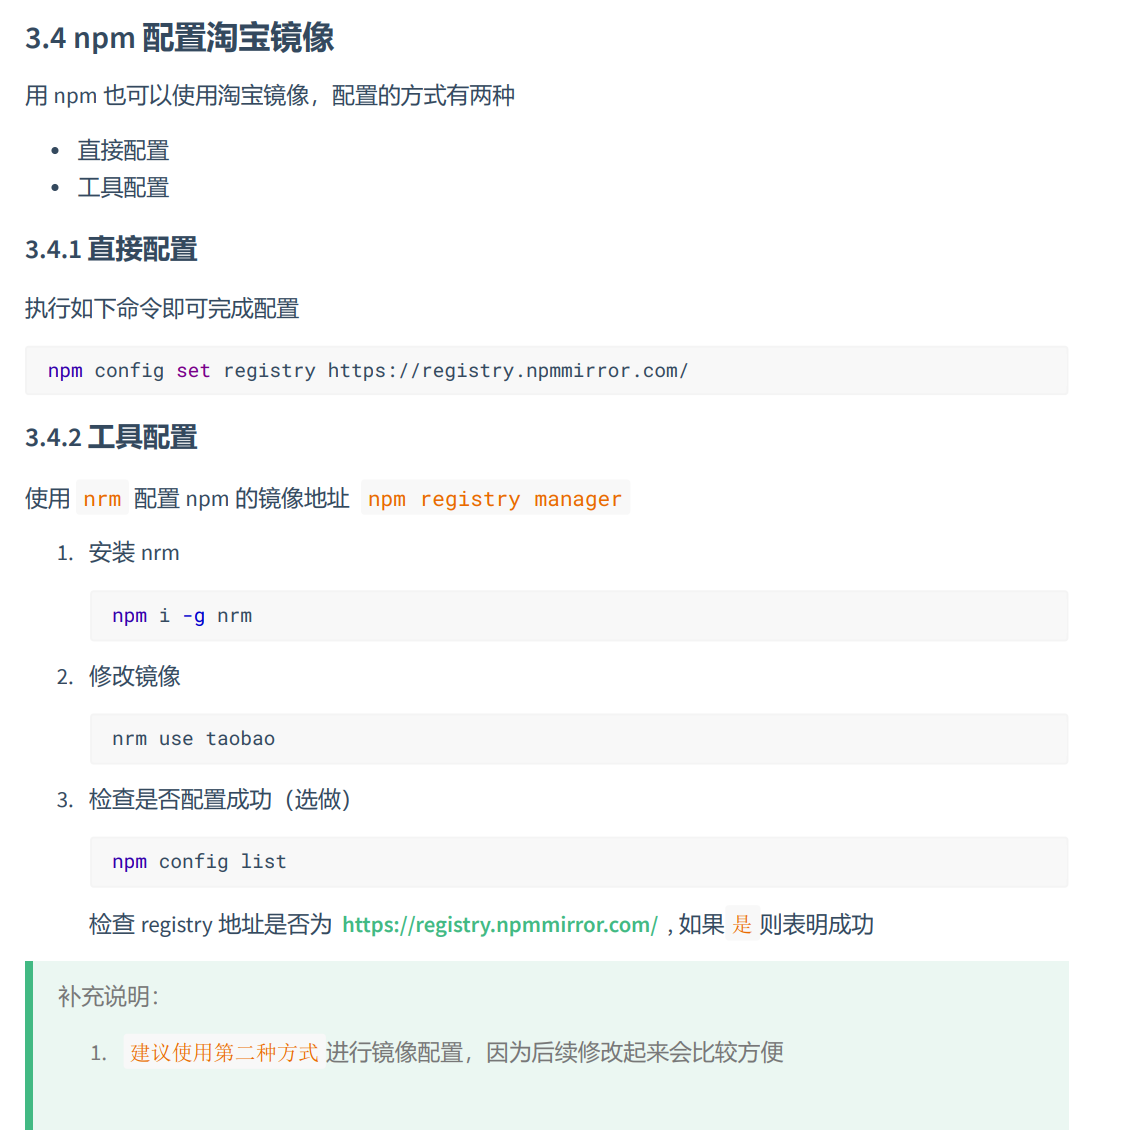 3.4 npm 配置淘宝镜像
用 npm 也可以使用淘宝镜像，配置的方式有两种
• 直接配置
• 工具配置
3.4.1 直接配置
执行如下命令即可完成配置
npm config set registry https://registry.npmmirror.com/
3.4.2 工具配置
使用 nrm 配置 npm 的镜像地址 npm registry manager
1. 安装 nrm
npm i -g nrm
2. 修改镜像
nrm use taobao
3. 检查是否配置成功（选做）
npm config list
检查 registry 地址是否为 https://registry.npmmirror.com/ , 如果 是 则表明成功
补充说明：
1. 建议使用第二种方式 进行镜像配置，因为后续修改起来会比较方便